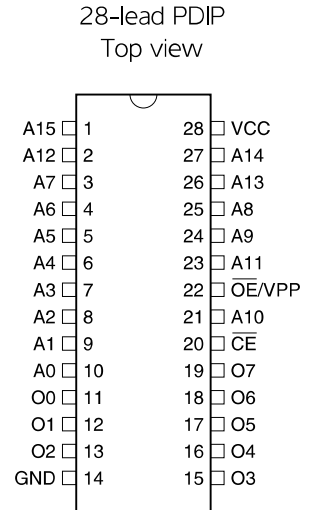 28-lead PDIP
Top view
A15 1 28 VCC
A12 2 27 A14
A7 3 26 A13
A6 4 25 A8
A5 5 24 A9
A4 6 23 A11
A3 7 22 O̅E̅/VPP
A2 8 21 A10
A1 9 20 C̅E̅
A0 10 19 O7
O0 11 18 O6
O1 12 17 O5
O2 13 16 O4
GND 14 15 O3